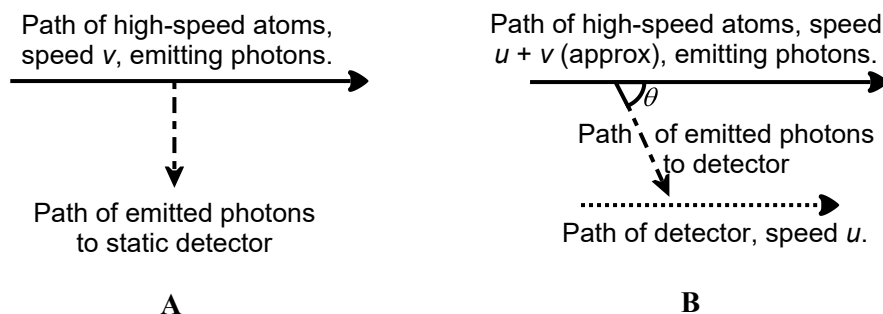 Path of high-speed atoms,
speed v, emitting photons.
Path of emitted photons
to static detector
A
Path of high-speed atoms, speed
u + v (approx), emitting photons.
θ
Path of emitted photons
to detector
Path of detector, speed u.
B